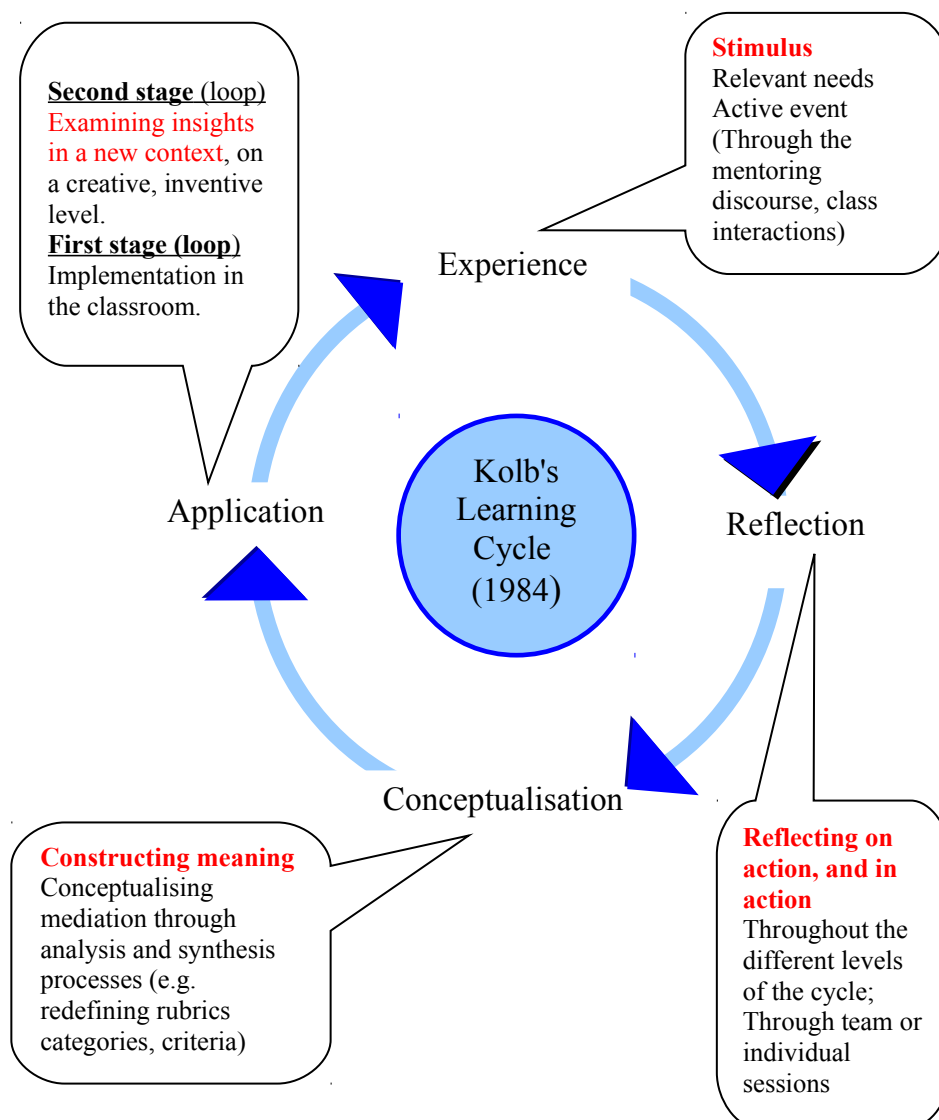 Second stage (loop)
Examining insights
in a new context, on
a creative, inventive
level.
First stage (loop)
Implementation in
the classroom.
Stimulus
Relevant needs
Active event
(Through the
mentoring
discourse, class
interactions)
Experience
Kolb's
Learning
Cycle
(1984)
Application
Reflection
Conceptualisation
Constructing meaning
Conceptualising
mediation through
analysis and synthesis
processes (e.g.
redefining rubrics
categories, criteria)
Reflecting on
action, and in
action
Throughout the
different levels
of the cycle;
Through team or
individual
sessions